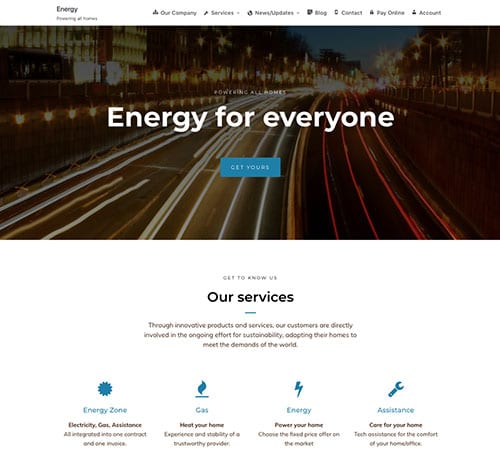 Energy
Powering all homes
Our Company Services News/Updates Blog Contact Pay Online Account
POWERING ALL HOMES
Energy for everyone
GET YOURS
GET TO KNOW US
Our services
Through innovative products and services, our customers are directly
involved in the ongoing effort for sustainability, adapting their homes to
meet the demands of the world.
Energy Zone
Electricity, Gas, Assistance
All integrated into one contract
and one invoice.
Gas
Heat your home
Experience and stability of a
trustworthy provider.
Energy
Power your home
Choose the fixed price offer on
the market
Assistance
Care for your home
Tech assistance for the comfort
of your home/office.